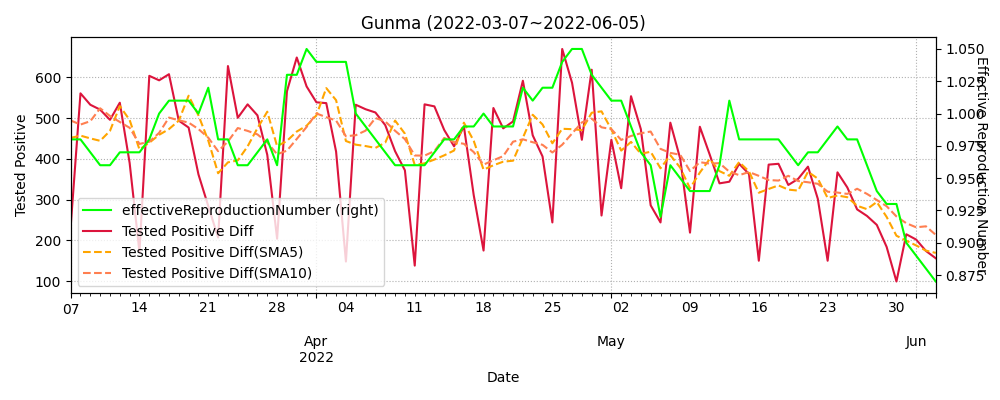 Gunma (2022-03-07~2022-06-05)
Tested Positive
600
500
400
300
200
100
1.050
1.025
1.000
0.975
0.950
0.925
0.900
0.875
Effective Reproduction Number
effectiveReproductionNumber (right)
Tested Positive Diff
Tested Positive Diff(SMA5)
Tested Positive Diff(SMA10)
07 14 21 28 04 11 18 25 02 09 16 23 30
Apr May Jun
2022
Date